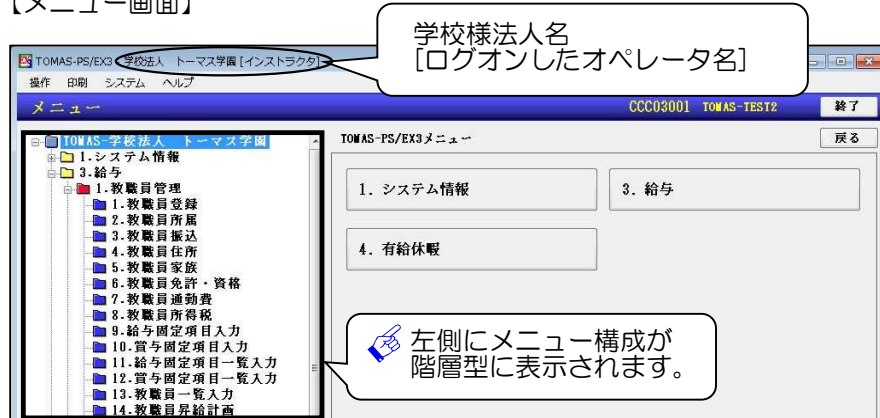 【メニュー画面】
学校様法人名
[ログオンしたオペレータ名]
TOMAS-PS/EX3 学校法人 トーマス学園 [インストラクタ]
操作 印刷 システム ヘルプ
メニュー CCC03001 TOMAS-TEST2 終了
TOMAS-学校法人 トーマス学園
1.システム情報
3.給与
1.教職員管理
1.教職員登録
2.教職員所属
3.教職員振込
4.教職員住所
5.教職員家族
6.教職員免許・資格
7.教職員通勤費
8.教職員所得税
9.給与固定項目入力
10.賞与固定項目入力
11.給与固定項目一覧入力
12.賞与固定項目一覧入力
13.教職員一覧入力
14.教職員昇給計画
TOMAS-PS/EX3メニュー 戻る
1. システム情報
3. 給与
4. 有給休暇
左側にメニュー構成が
階層型に表示されます。